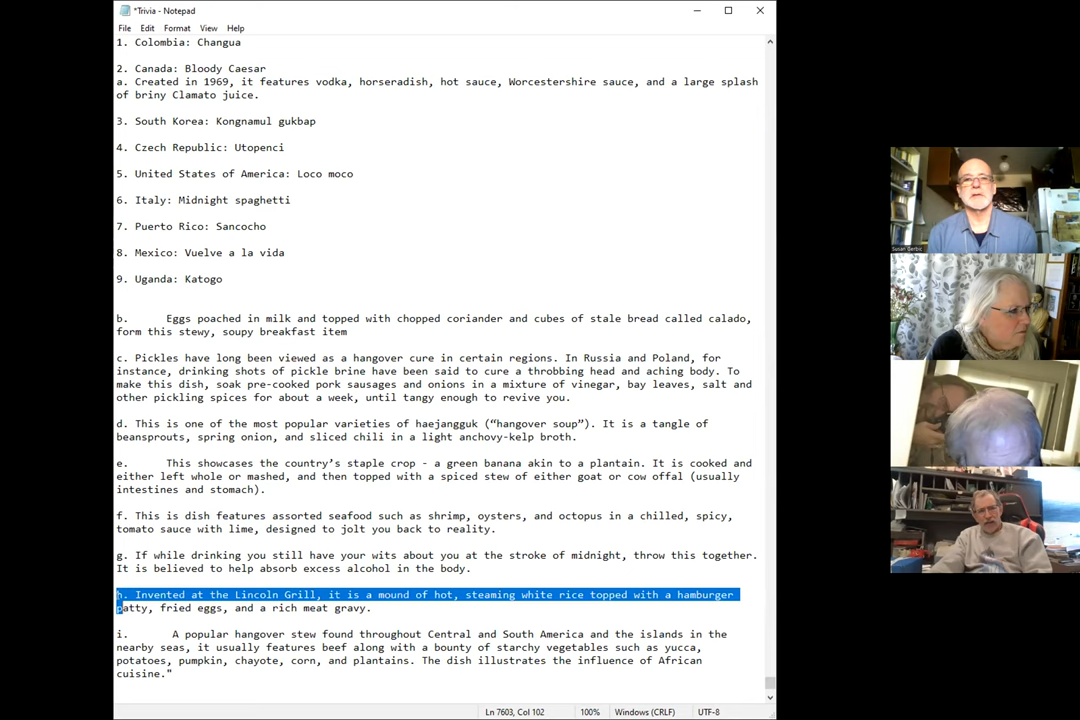 *Trivia - Notepad
File Edit Format View Help
1. Colombia: Changua
2. Canada: Bloody Caesar
a. Created in 1969, it features vodka, horseradish, hot sauce, Worcestershire sauce, and a large splash
of briny Clamato juice.
3. South Korea: Kongnamul gukbap
4. Czech Republic: Utopenci
5. United States of America: Loco moco
6. Italy: Midnight spaghetti
7. Puerto Rico: Sancocho
8. Mexico: Vuelve a la vida
9. Uganda: Katogo
b. Eggs poached in milk and topped with chopped coriander and cubes of stale bread called calado,
form this stewy, soupy breakfast item
c. Pickles have long been viewed as a hangover cure in certain regions. In Russia and Poland, for
instance, drinking shots of pickle brine have been said to cure a throbbing head and aching body. To
make this dish, soak pre-cooked pork sausages and onions in a mixture of vinegar, bay leaves, salt and
other pickling spices for about a week, until tangy enough to revive you.
d. This is one of the most popular varieties of haejangguk (“hangover soup”). It is a tangle of
beansprouts, spring onion, and sliced chili in a light anchovy-kelp broth.
e. This showcases the country’s staple crop - a green banana akin to a plantain. It is cooked and
either left whole or mashed, and then topped with a spiced stew of either goat or cow offal (usually
intestines and stomach).
f. This is dish features assorted seafood such as shrimp, oysters, and octopus in a chilled, spicy,
tomato sauce with lime, designed to jolt you back to reality.
g. If while drinking you still have your wits about you at the stroke of midnight, throw this together.
It is believed to help absorb excess alcohol in the body.
h. Invented at the Lincoln Grill, it is a mound of hot, steaming white rice topped with a hamburger
patty, fried eggs, and a rich meat gravy.
i. A popular hangover stew found throughout Central and South America and the islands in the
nearby seas, it usually features beef along with a bounty of starchy vegetables such as yucca,
potatoes, pumpkin, chayote, corn, and plantains. The dish illustrates the influence of African
cuisine."
Ln 7603, Col 102 100% Windows (CRLF) UTF-8
Susan Gerbic